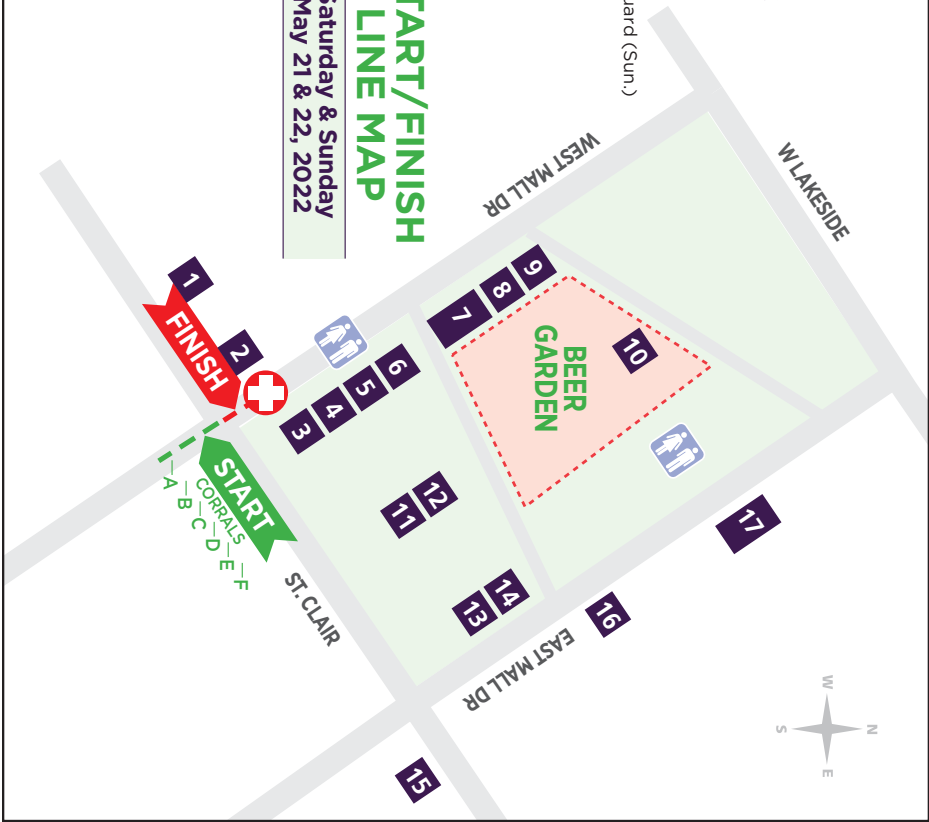 TART/FINISH
LINE MAP
Saturday & Sunday
May 21 & 22, 2022
uard (Sun.)
W LAKESIDE
WEST MALL DR
9
8
7
10
BEER
GARDEN
1
FINISH
2
6
5
4
3
START
CORRALS
A
B
C
D
E
F
12
11
14
13
ST. CLAIR
EAST MALL DR
17
16
15
W
N
S
E